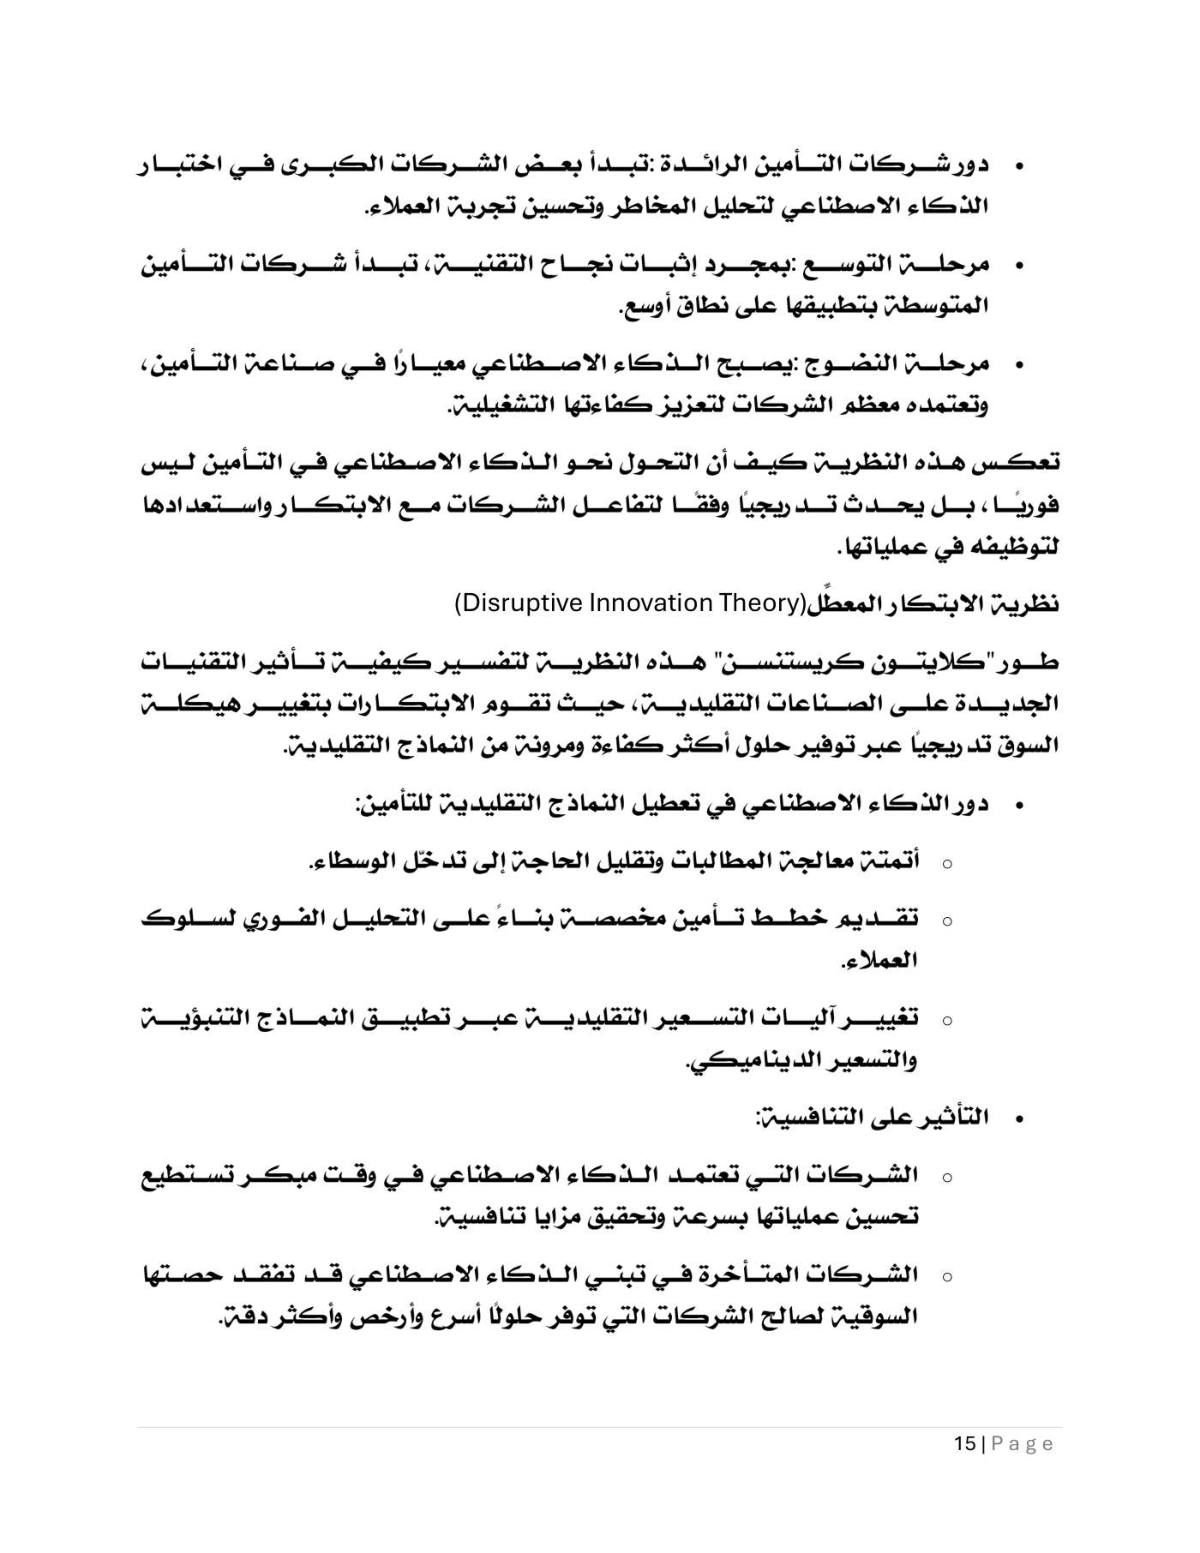 • دور شركات التأمين الرائدة :تبدأ بعض الشركات الكبرى في اختبار
الذكاء الاصطناعي لتحليل المخاطر وتحسين تجربة العملاء.
• مرحلة التوسع :بمجرد إثبات نجاح التقنية، تبدأ شركات التأمين
المتوسطة بتطبيقها على نطاق أوسع.
• مرحلة النضوج :يصبح الذكاء الاصطناعي معيارًا في صناعة التأمين،
وتعتمده معظم الشركات لتعزيز كفاءتها التشغيلية.
تعكس هذه النظرية كيف أن التحول نحو الذكاء الاصطناعي في التأمين ليس
فوريًا، بل يحدث تدريجيًا وفقًا لتفاعل الشركات مع الابتكار واستعدادها
لتوظيفه في عملياتها.
نظرية الابتكار المعطِّل(Disruptive Innovation Theory)
طور "كلايتون كريستنسن" هذه النظرية لتفسير كيفية تأثير التقنيات
الجديدة على الصناعات التقليدية، حيث تقوم الابتكارات بتغيير هيكلة
السوق تدريجيًا عبر توفير حلول أكثر كفاءة ومرونة من النماذج التقليدية.
• دور الذكاء الاصطناعي في تعطيل النماذج التقليدية للتأمين:
o أتمتة معالجة المطالبات وتقليل الحاجة إلى تدخّل الوسطاء.
o تقديم خطط تأمين مخصصة بناءً على التحليل الفوري لسلوك
العملاء.
o تغيير آليات التسعير التقليدية عبر تطبيق النماذج التنبؤية
والتسعير الديناميكي.
• التأثير على التنافسية:
o الشركات التي تعتمد الذكاء الاصطناعي في وقت مبكر تستطيع
تحسين عملياتها بسرعة وتحقيق مزايا تنافسية.
o الشركات المتأخرة في تبني الذكاء الاصطناعي قد تفقد حصتها
السوقية لصالح الشركات التي توفر حلولًا أسرع وأرخص وأكثر دقة.
15 | Page